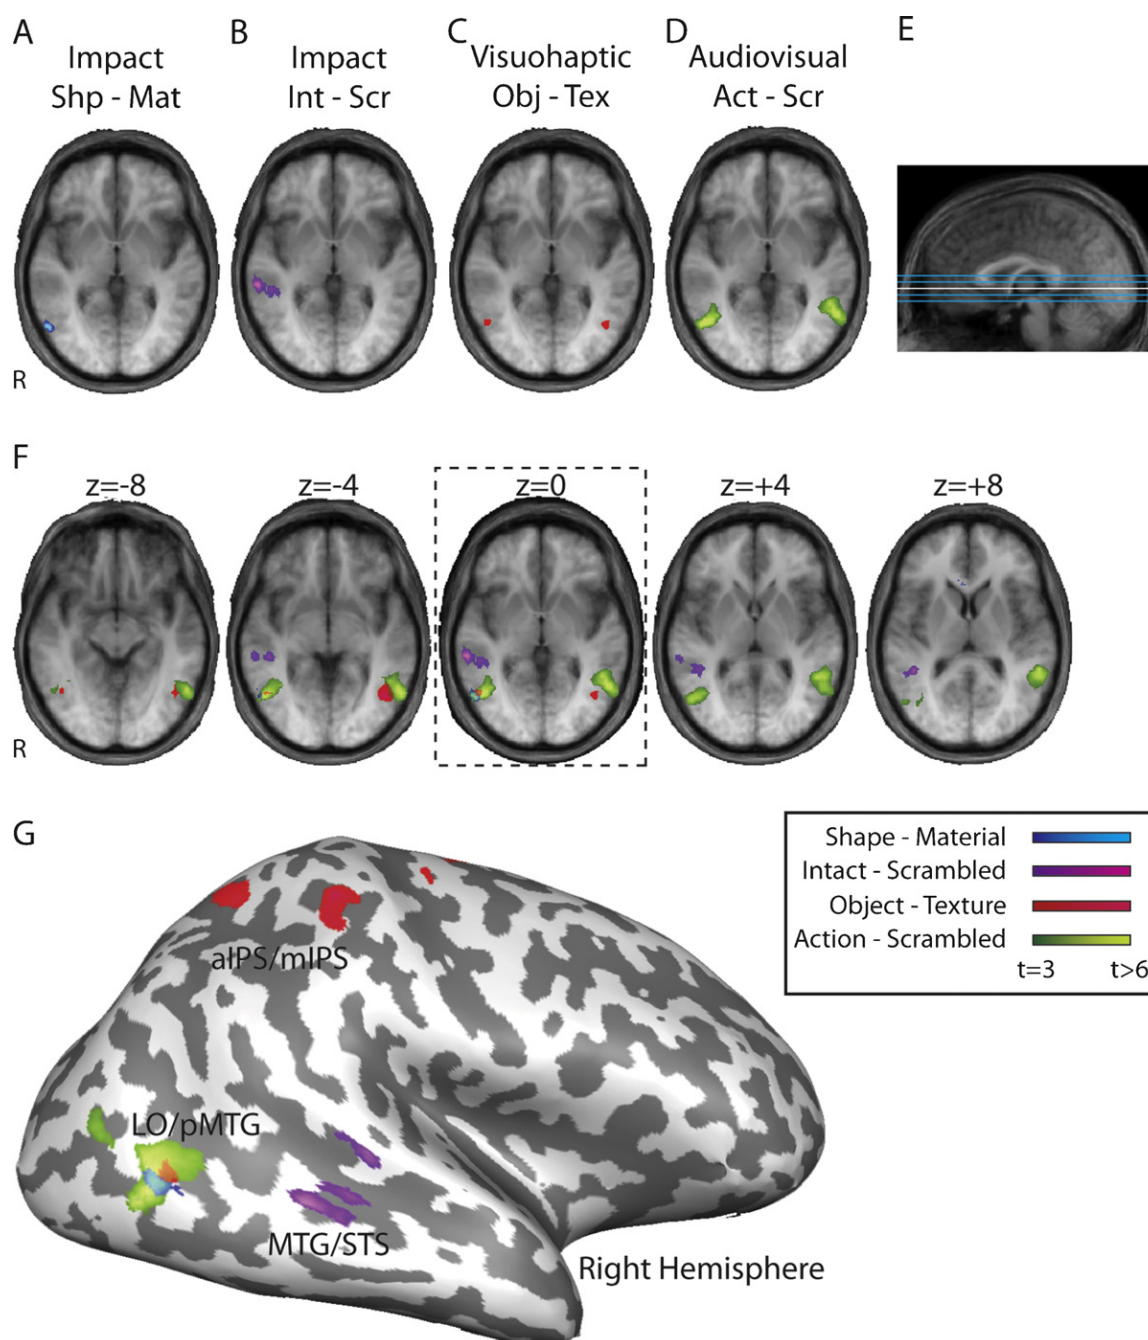 A
Impact
Shp - Mat
B
Impact
Int - Scr
C
Visuohaptic
Obj - Tex
D
Audiovisual
Act - Scr
E
R
F
z=-8
z=-4
z=0
z=+4
z=+8
R
G
aIPS/mIPS
LO/pMTG
MTG/STS
Right Hemisphere
Shape - Material
Intact - Scrambled
Object - Texture
Action - Scrambled
t=3 t>6